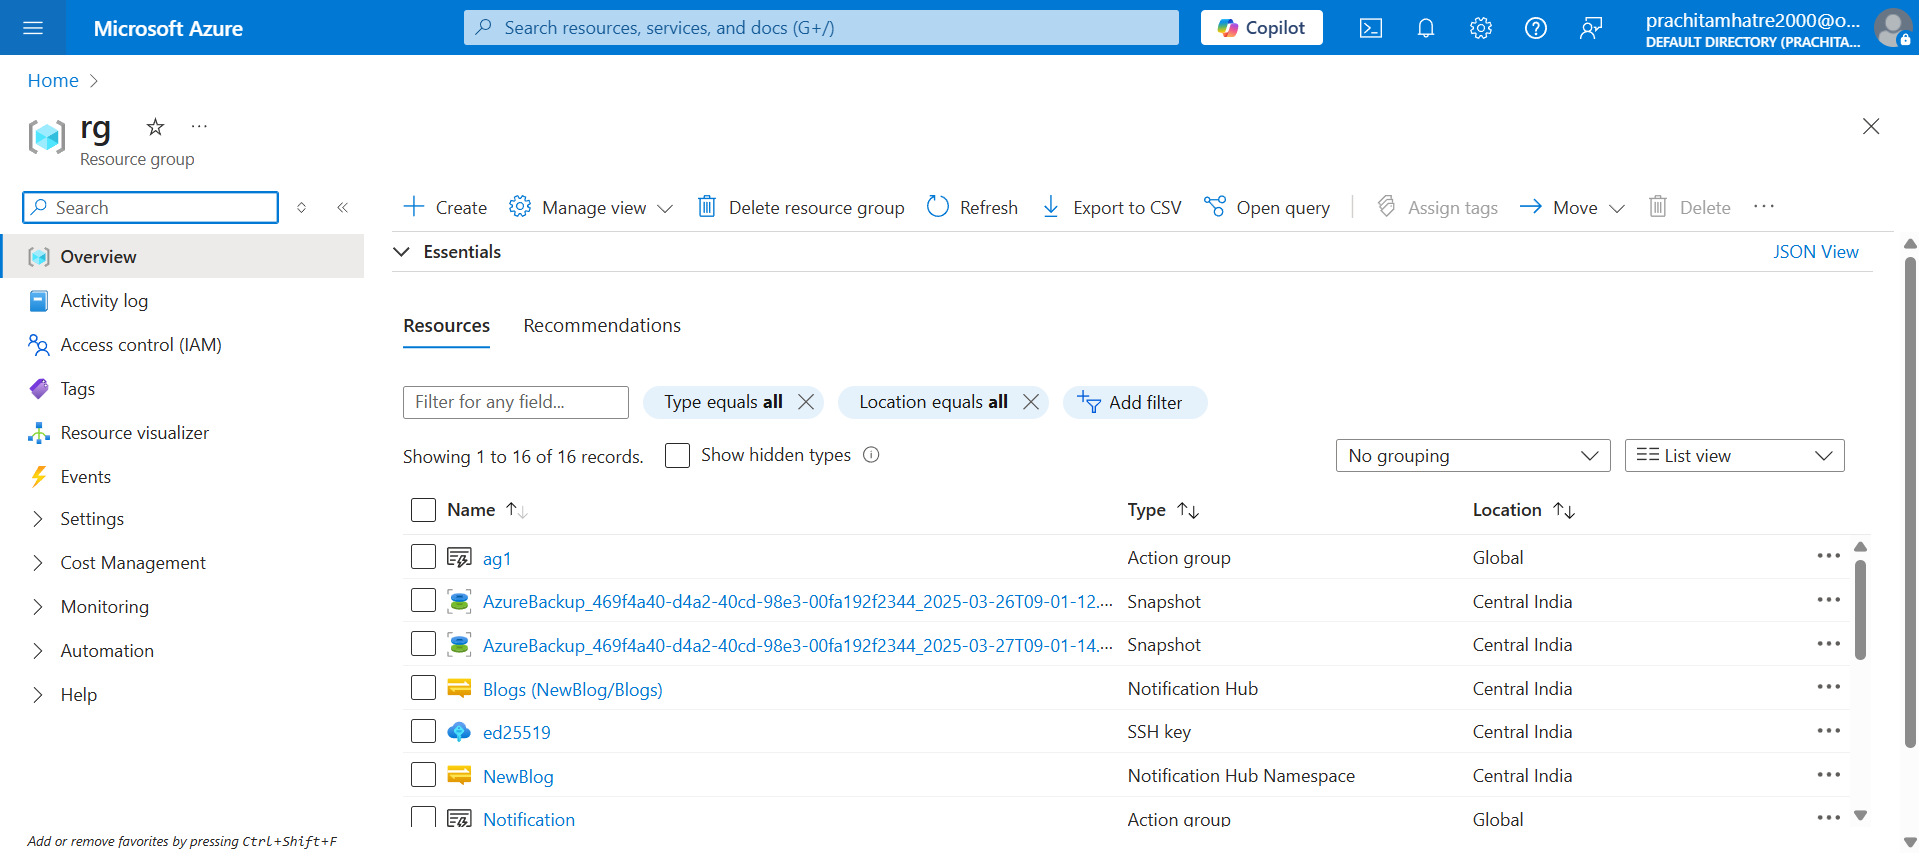 Microsoft Azure
Search resources, services, and docs (G+/)
Copilot
prachitamhatre2000@o...
DEFAULT DIRECTORY (PRACHITA...
Home
rg
...
Resource group
Search
Create
Manage view
Delete resource group
Refresh
Export to CSV
Open query
Assign tags
Move
Delete
...
Overview
Activity log
Access control (IAM)
Tags
Resource visualizer
Events
Settings
Cost Management
Monitoring
Automation
Help
Add or remove favorites by pressing Ctrl+Shift+F
Essentials
JSON View
Resources
Recommendations
Filter for any field...
Type equals all
Location equals all
Add filter
Showing 1 to 16 of 16 records.
Show hidden types
No grouping
List view
Name
Type
Location
ag1
Action group
Global
AzureBackup_469f4a40-d4a2-40cd-98e3-00fa192f2344_2025-03-26T09-01-12....
Snapshot
Central India
AzureBackup_469f4a40-d4a2-40cd-98e3-00fa192f2344_2025-03-27T09-01-14....
Snapshot
Central India
Blogs (NewBlog/Blogs)
Notification Hub
Central India
ed25519
SSH key
Central India
NewBlog
Notification Hub Namespace
Central India
Notification
Action group
Global